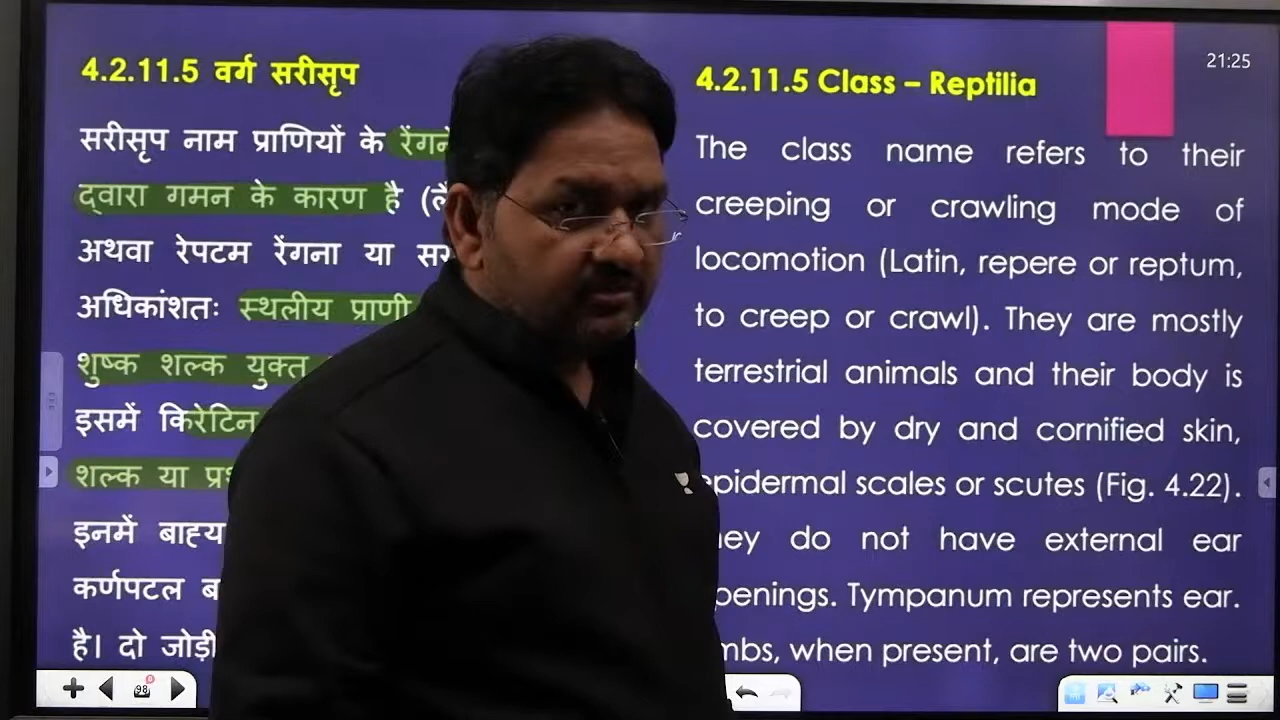 4.2.11.5 वर्ग सरीसृप
सरीसृप नाम प्राणियों के
द्वारा गमन के कारण है
अथवा रेपटम रेंगना या
अधिकांशतः स्थलीय प्राणी
शुष्क शल्क युक्त
इसमें किरेटिन
शल्क या
इनमें बाह्य
कर्णपटल
है। दो जोड़ी
21:25
4.2.11.5 Class – Reptilia
The class name refers to their
creeping or crawling mode of
locomotion (Latin, repere or reptum,
to creep or crawl). They are mostly
terrestrial animals and their body is
covered by dry and cornified skin,
epidermal scales or scutes (Fig. 4.22).
do not have external ear
Tympanum represents ear.
when present, are two pairs.
98